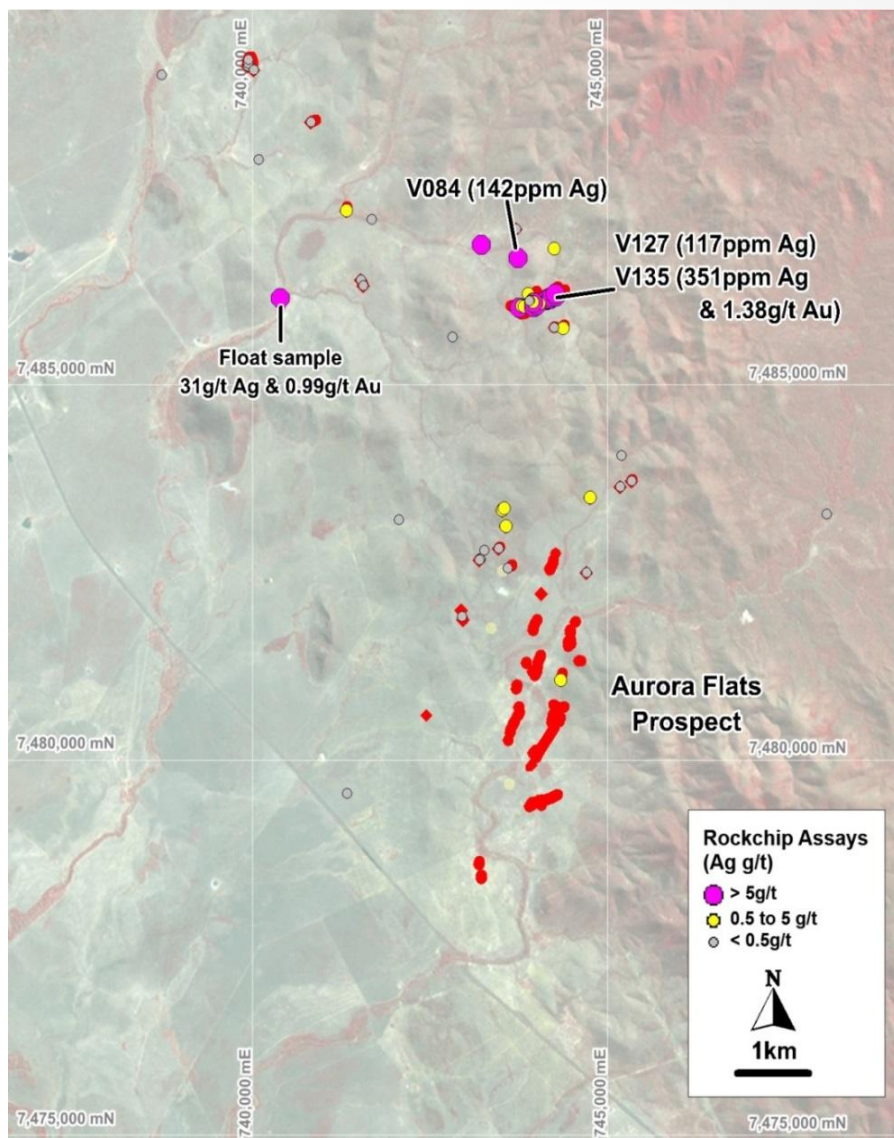 740,000 mE
745,000 mE
V084 (142ppm Ag)
V127 (117ppm Ag)
V135 (351ppm Ag
& 1.38g/t Au)
Float sample
31g/t Ag & 0.99g/t Au
7,485,000 mN
7,485,000 mN
Aurora Flats
Prospect
7,480,000 mN
7,480,000 mN
Rockchip Assays
(Ag g/t)
> 5g/t
0.5 to 5 g/t
< 0.5g/t
N
1km
740,000 mE
745,000 mE
7,475,000 mN
7,475,000 mN